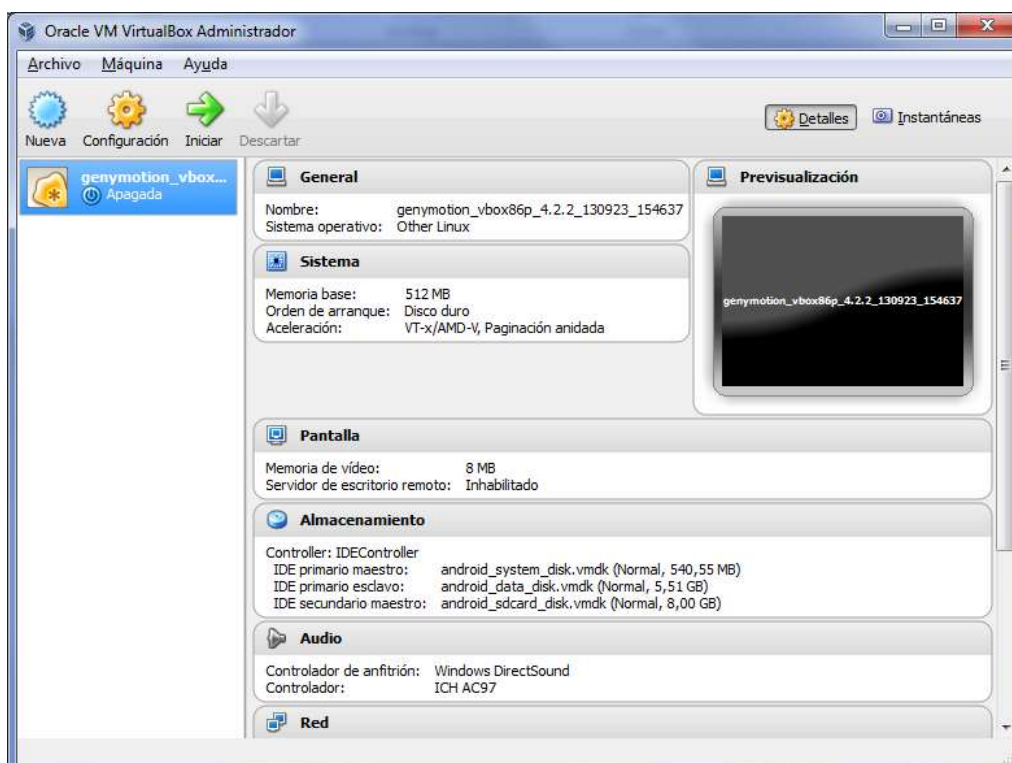 Oracle VM VirtualBox Administrador
Archivo Máquina Ayuda
Nueva Configuración Iniciar Descartar Detalles Instantáneas
genymotion_vbox...
Apagada
General
Nombre: genymotion_vbox86p_4.2.2_130923_154637
Sistema operativo: Other Linux
Sistema
Memoria base: 512 MB
Orden de arranque: Disco duro
Aceleración: VT-x/AMD-V, Paginación anidada
Previsualización
genymotion_vbox86p_4.2.2_130923_154637
Pantalla
Memoria de vídeo: 8 MB
Servidor de escritorio remoto: Inhabilitado
Almacenamiento
Controller: IDEController
IDE primario maestro: android_system_disk.vmdk (Normal, 540,55 MB)
IDE primario esclavo: android_data_disk.vmdk (Normal, 5,51 GB)
IDE secundario maestro: android_sdcard_disk.vmdk (Normal, 8,00 GB)
Audio
Controlador de anfitrión: Windows DirectSound
Controlador: ICH AC97
Red